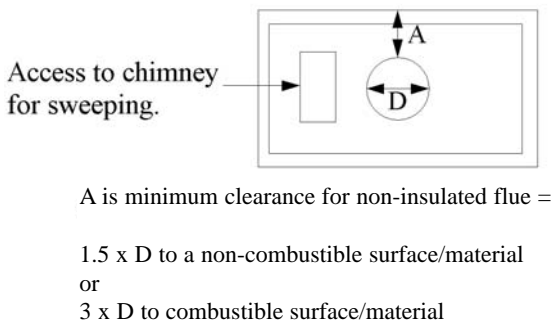 A
Access to chimney
for sweeping.
D
A is minimum clearance for non-insulated flue =
1.5 x D to a non-combustible surface/material
or
3 x D to combustible surface/material